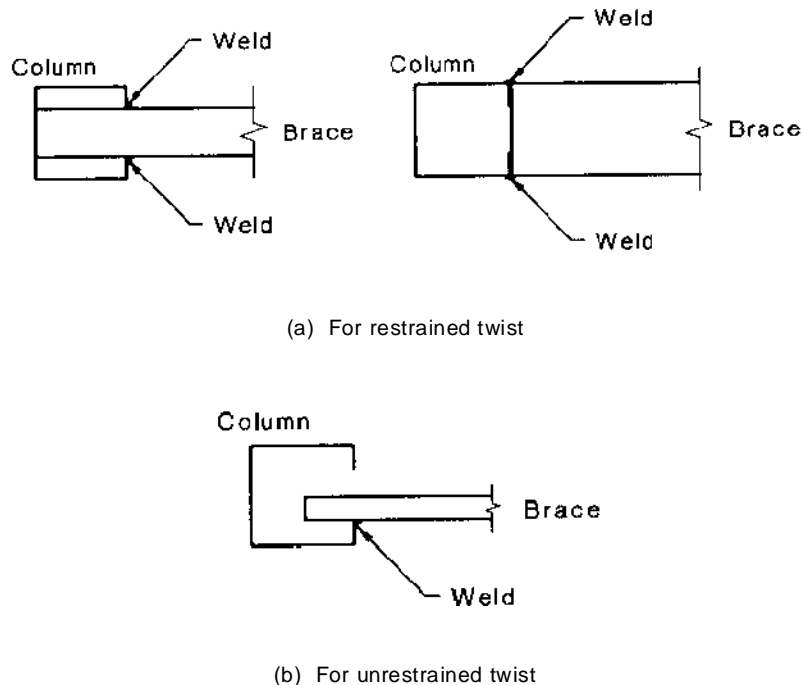 Weld
Column
Brace
Weld
Weld
Column
Brace
Weld
(a) For restrained twist
Column
Brace
Weld
(b) For unrestrained twist